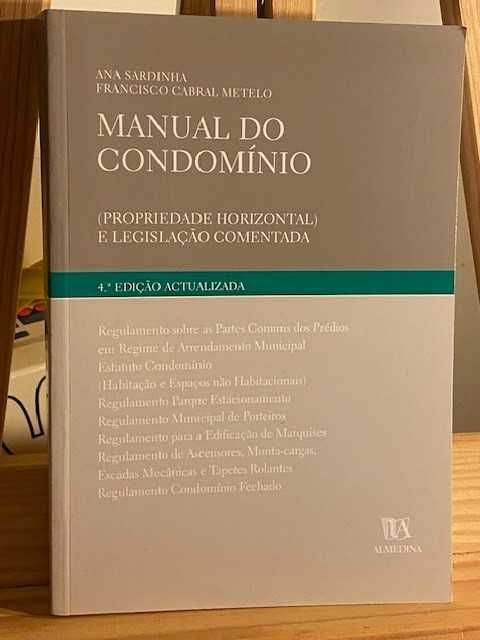 ANA SARDINHA
FRANCISCO CABRAL METELO
MANUAL DO
CONDOMÍNIO
(PROPRIEDADE HORIZONTAL)
E LEGISLAÇÃO COMENTADA
4.ª EDIÇÃO ACTUALIZADA
Regulamento sobre as Partes Comuns dos Prédios
em Regime de Arrendamento Municipal
Estatuto Condomínio
(Habitação e Espaços não Habitacionais)
Regulamento Parque Estacionamento
Regulamento Municipal de Porteiros
Regulamento para a Edificação de Marquises
Regulamento de Ascensores, Monta-cargas,
Escadas Mecânicas e Tapetes Rolantes
Regulamento Condomínio Fechado
ALMEDINA